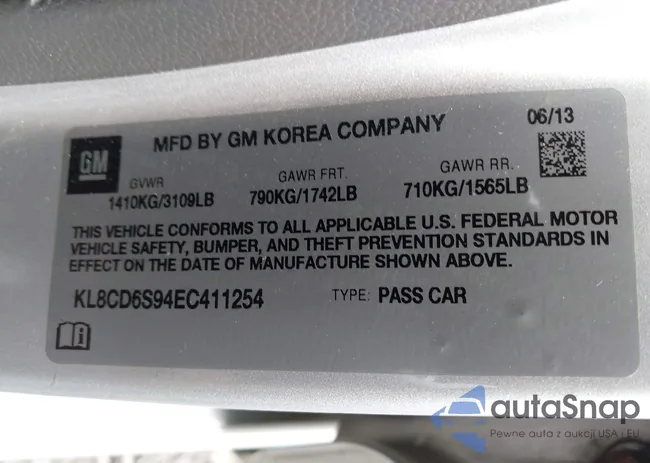 MFD BY GM KOREA COMPANY
06/13
GM
GVWR
1410KG/3109LB
GAWR FRT.
790KG/1742LB
GAWR RR.
710KG/1565LB
THIS VEHICLE CONFORMS TO ALL APPLICABLE U.S. FEDERAL MOTOR
VEHICLE SAFETY, BUMPER, AND THEFT PREVENTION STANDARDS IN
EFFECT ON THE DATE OF MANUFACTURE SHOWN ABOVE.
KL8CD6S94EC411254 TYPE: PASS CAR
autoSnap
Pewne auta z aukcji USA i EU